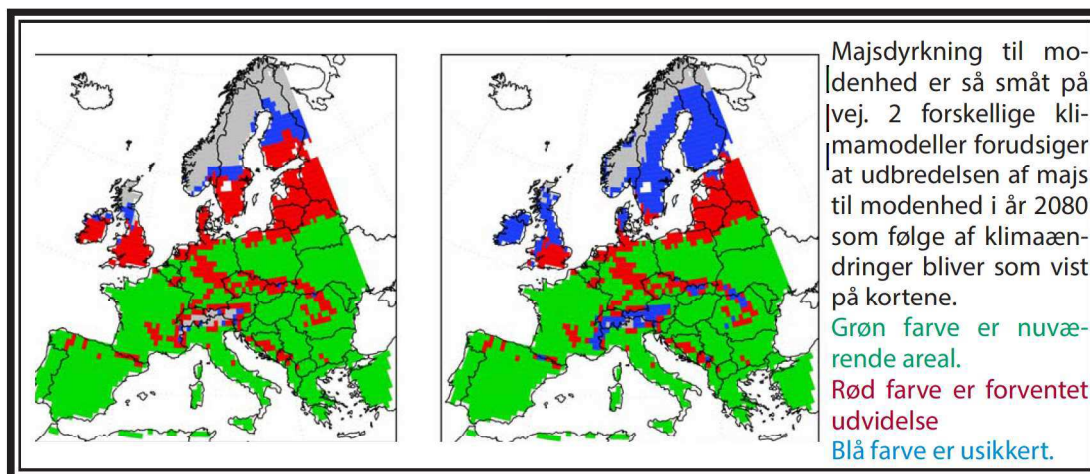 Majsdyrkning til mo-
denhed er så småt på
vej. 2 forskellige kli-
mamodeller forudsiger
at udbredelsen af majs
til modenhed i år 2080
som følge af klimaæn-
dringer bliver som vist
på kortene.
Grøn farve er nuvæ-
rende areal.
Rød farve er forventet
udvidelse
Blå farve er usikkert.